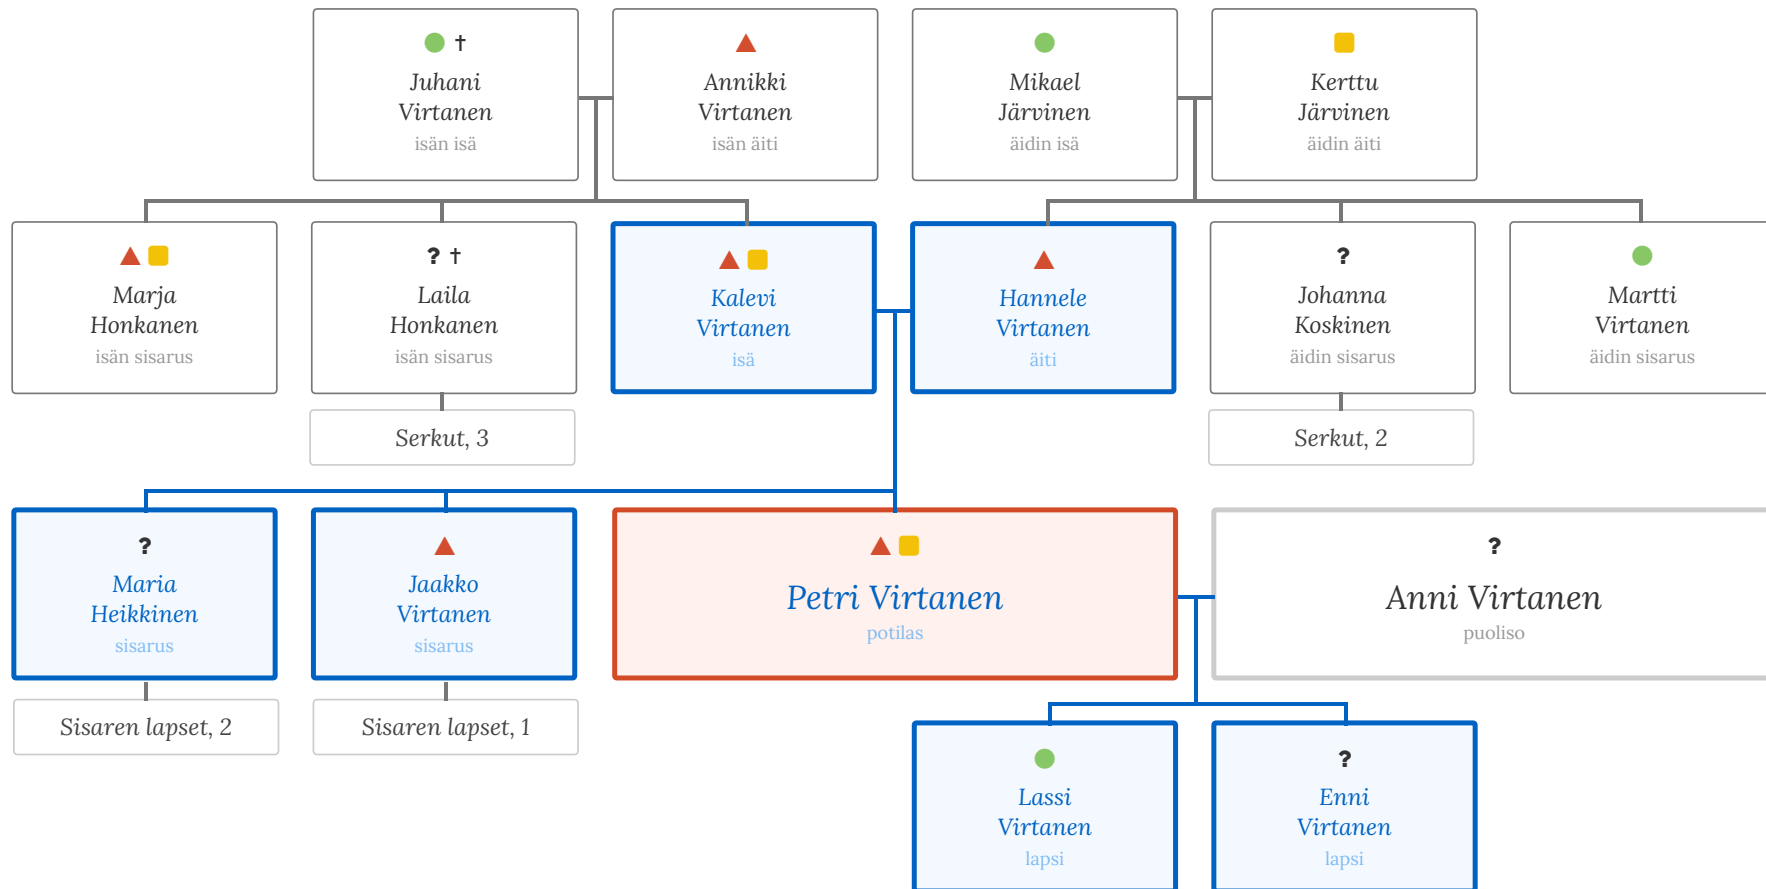 †
Juhani
Virtanen
isän isä
Annikki
Virtanen
isän äiti
Mikael
Järvinen
äidin isä
Kerttu
Järvinen
äidin äiti
Marja
Honkanen
isän sisarus
? †
Laila
Honkanen
isän sisarus
Kalevi
Virtanen
isä
Hannele
Virtanen
äiti
?
Johanna
Koskinen
äidin sisarus
Martti
Virtanen
äidin sisarus
Serkut, 3
Serkut, 2
?
Maria
Heikkinen
sisarus
Jaakko
Virtanen
sisarus
Petri Virtanen
potilas
?
Anni Virtanen
puoliso
Sisaren lapset, 2
Sisaren lapset, 1
Lassi
Virtanen
lapsi
?
Enni
Virtanen
lapsi